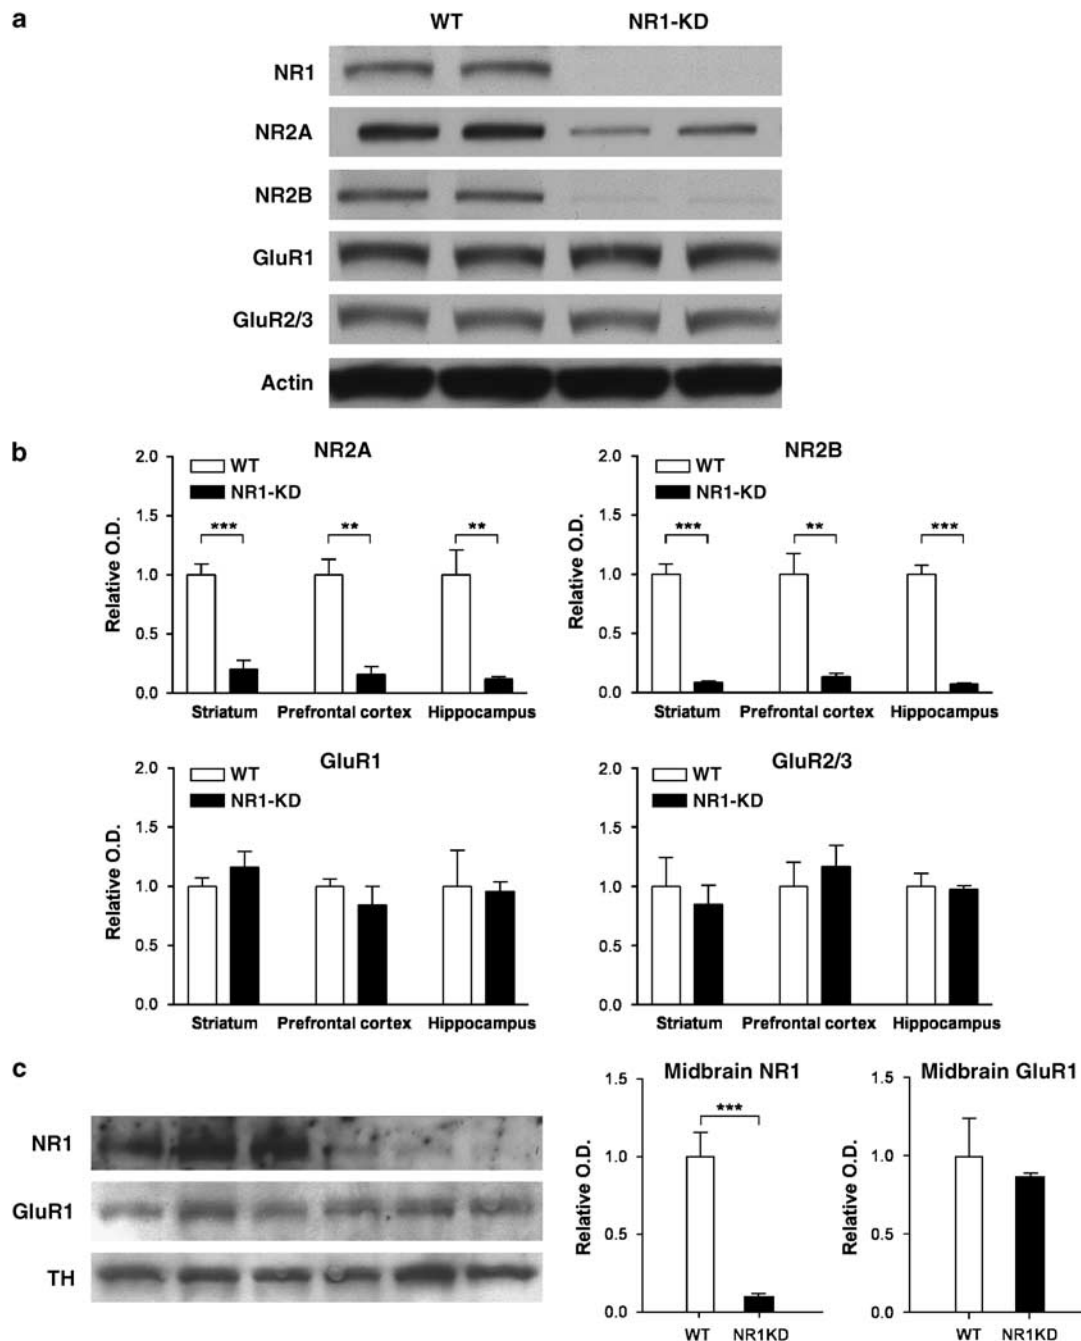 a
WT NR1-KD
NR1
NR2A
NR2B
GluR1
GluR2/3
Actin
b
NR2A
2.0
1.5
1.0
0.5
0.0
Relative O.D.
WT
NR1-KD
***
**
**
Striatum Prefrontal cortex Hippocampus
NR2B
2.0
1.5
1.0
0.5
0.0
Relative O.D.
WT
NR1-KD
***
**
***
Striatum Prefrontal cortex Hippocampus
GluR1
2.0
1.5
1.0
0.5
0.0
Relative O.D.
WT
NR1-KD
Striatum Prefrontal cortex Hippocampus
GluR2/3
2.0
1.5
1.0
0.5
0.0
Relative O.D.
WT
NR1-KD
Striatum Prefrontal cortex Hippocampus
c
NR1
GluR1
TH
Midbrain NR1
1.5
1.0
0.5
0.0
Relative O.D.
***
WT NR1KD
Midbrain GluR1
1.5
1.0
0.5
0.0
Relative O.D.
WT NR1KD